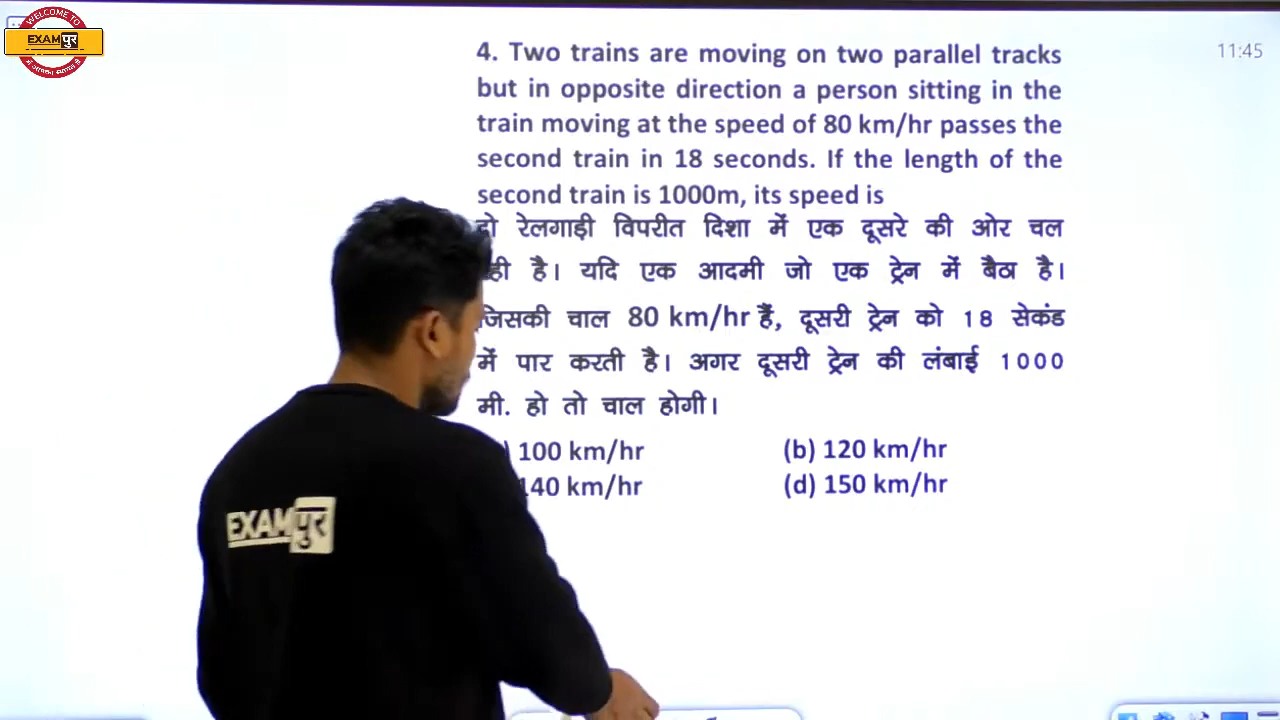 WELCOME TO
EXAMपुर
4. Two trains are moving on two parallel tracks
11:45
but in opposite direction a person sitting in the
train moving at the speed of 80 km/hr passes the
second train in 18 seconds. If the length of the
second train is 1000m, its speed is
दो रेलगाड़ी विपरीत दिशा में एक दूसरे की ओर चल
है। यदि एक आदमी जो एक ट्रेन में बैठा है।
जिसकी चाल 80 km/hr हैं, दूसरी ट्रेन को 18 सेकंड
में पार करती है। अगर दूसरी ट्रेन की लंबाई 1000
मी. हो तो चाल होगी।
) 100 km/hr (b) 120 km/hr
140 km/hr (d) 150 km/hr
EXAMपुर